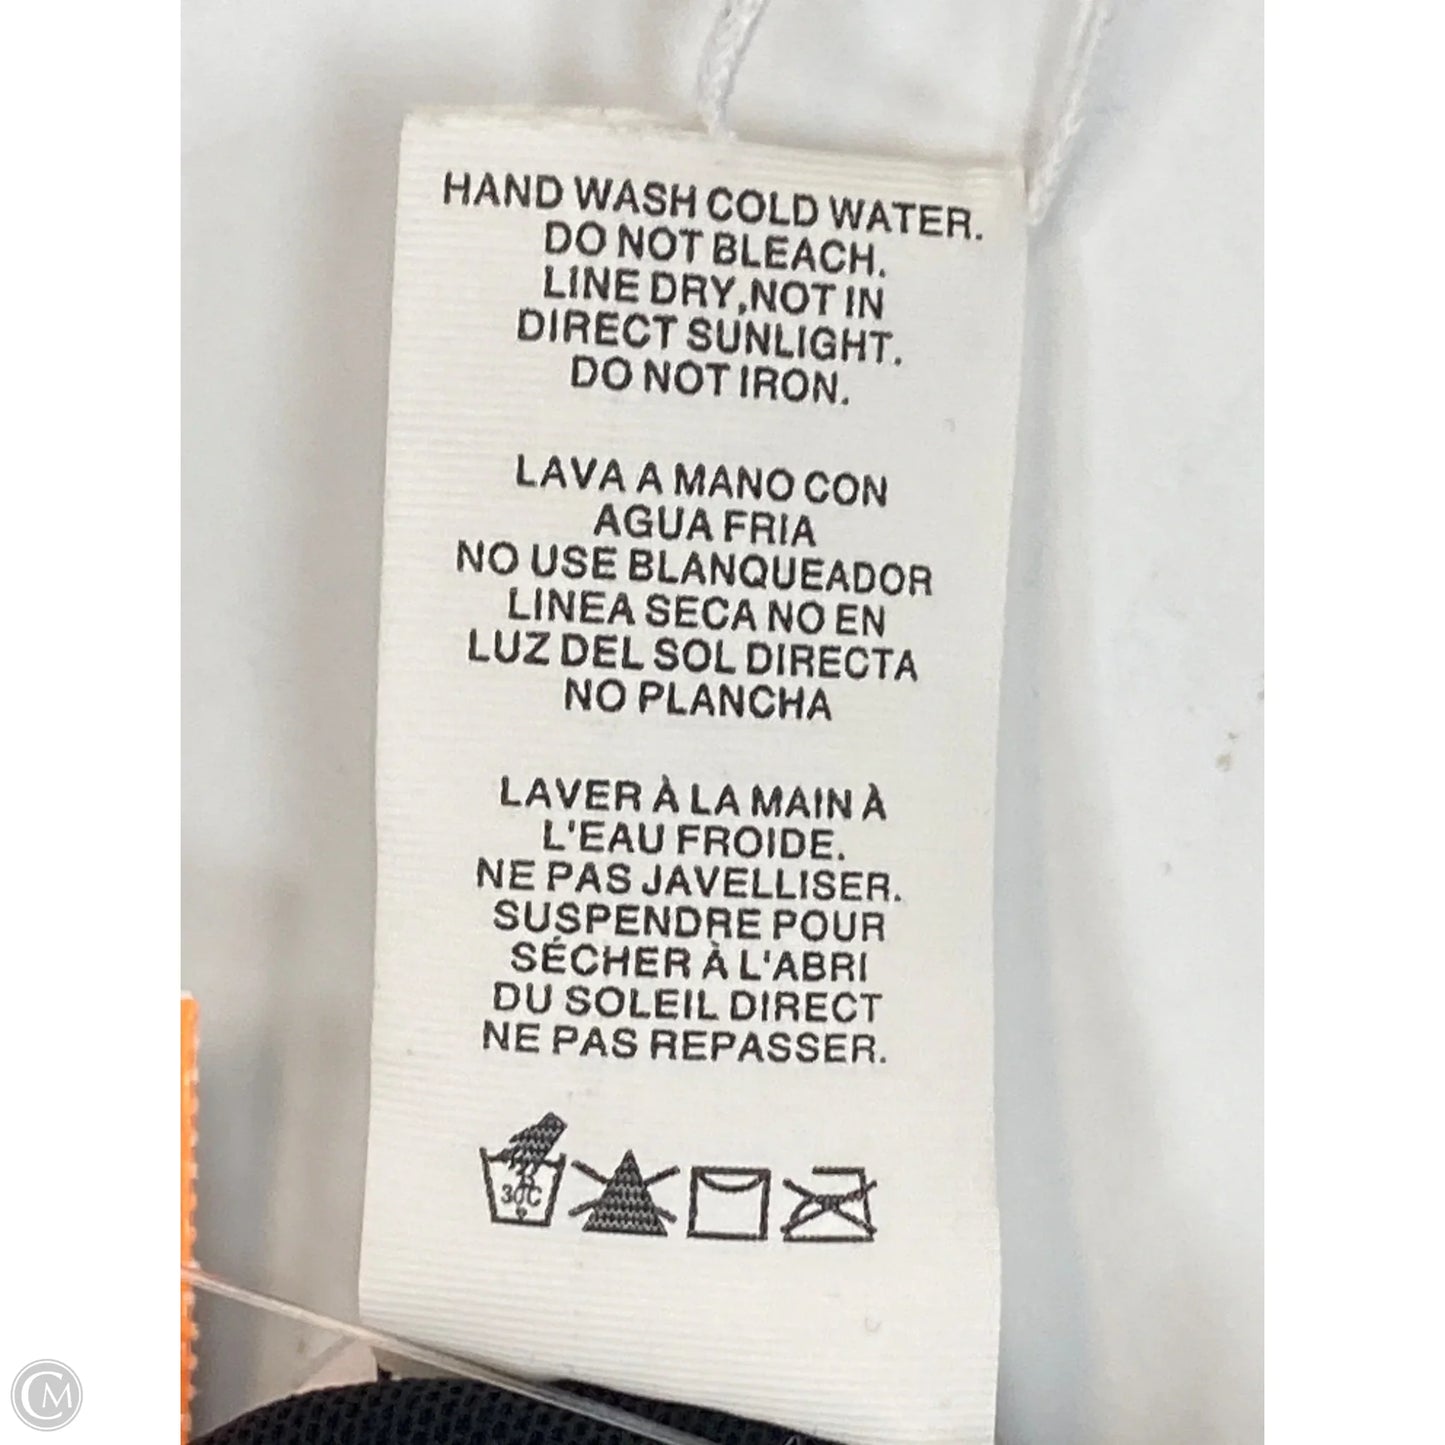 HAND WASH COLD WATER.
DO NOT BLEACH.
LINE DRY,NOT IN
DIRECT SUNLIGHT.
DO NOT IRON.
LAVA A MANO CON
AGUA FRIA
NO USE BLANQUEADOR
LINEA SECA NO EN
LUZ DEL SOL DIRECTA
NO PLANCHA
LAVER À LA MAIN À
L'EAU FROIDE.
NE PAS JAVELLISER.
SUSPENDRE POUR
SÉCHER À L'ABRI
DU SOLEIL DIRECT
NE PAS REPASSER.
30C
CM